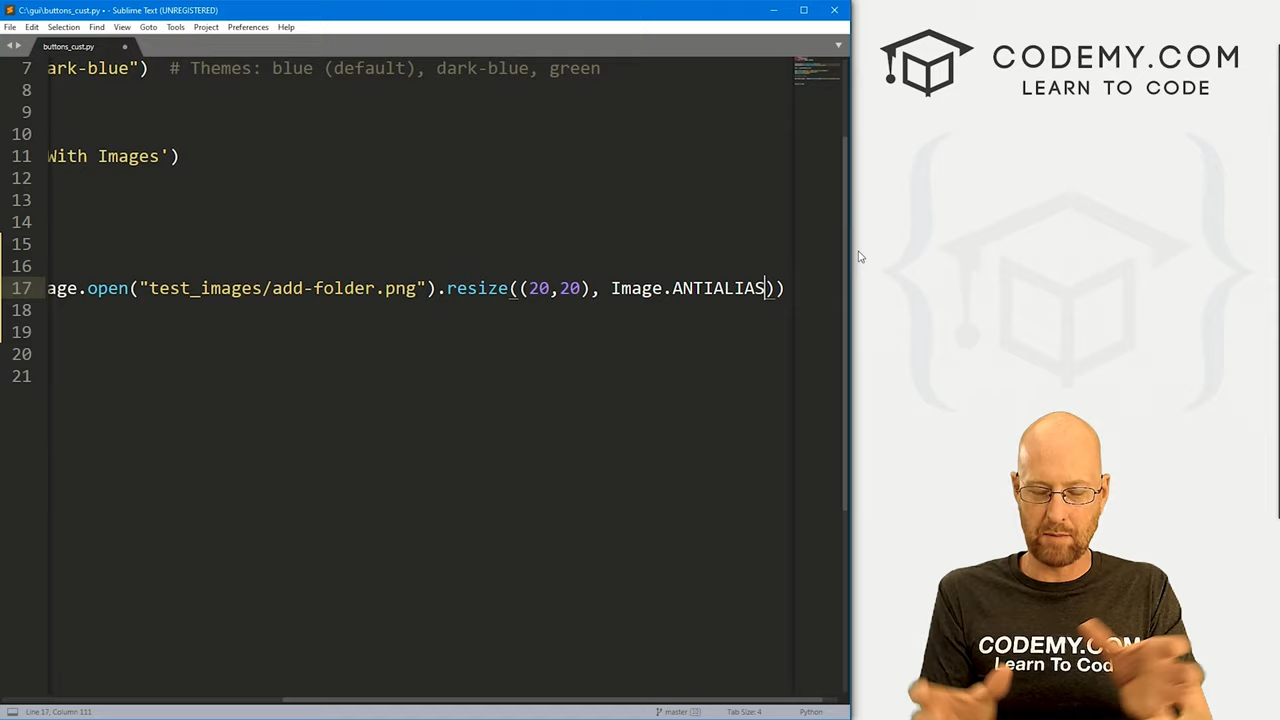 C:\gui\buttons_cust.py • - Sublime Text (UNREGISTERED)
File Edit Selection Find View Goto Tools Project Preferences Help
buttons_cust.py
7 ark-blue") # Themes: blue (default), dark-blue, green
8
9
10
11 With Images')
12
13
14
15
16
17 age.open("test_images/add-folder.png").resize((20,20), Image.ANTIALIAS))
18
19
20
21
Line 17, Column 111 master Tab Size: 4 Python
CODEMY.COM
LEARN TO CODE
CODEMY.COM
Learn To Cod